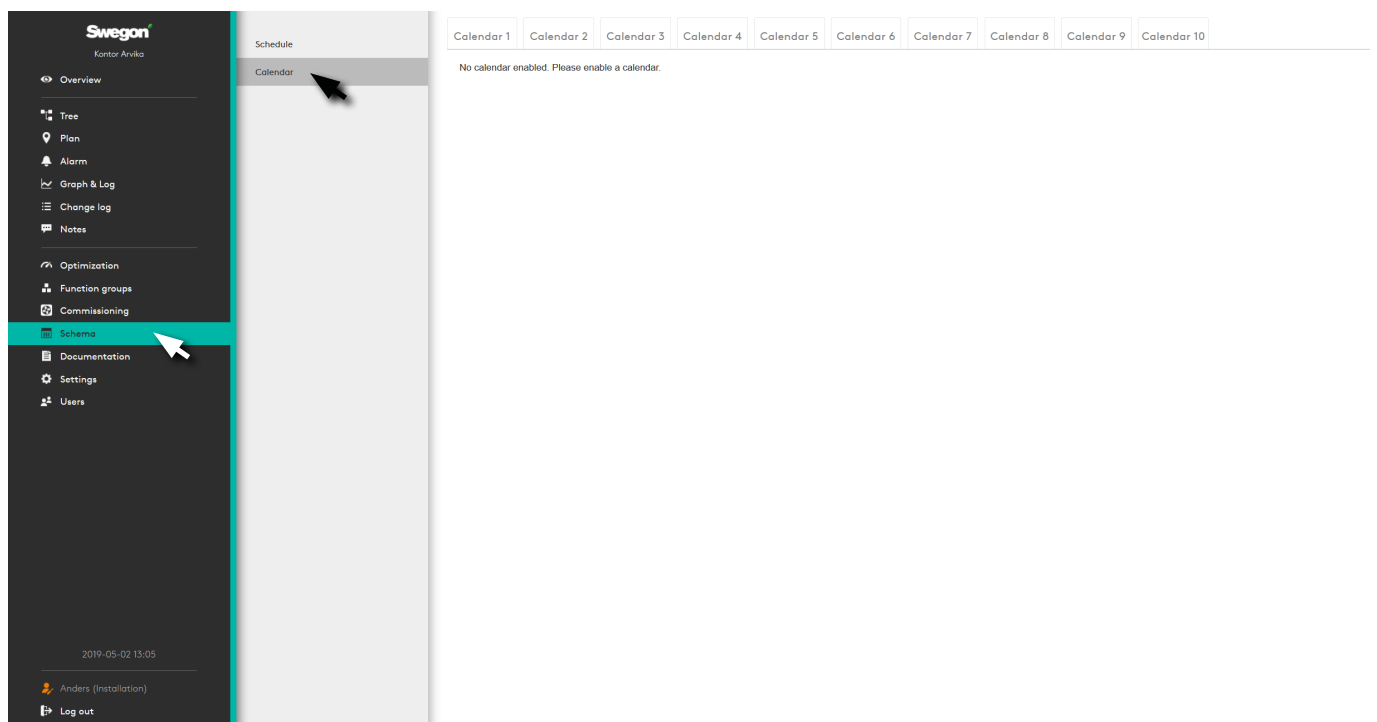 Swegon
Kontor Arvika
Overview
Tree
Plan
Alarm
Graph & Log
Change log
Notes
Optimization
Function groups
Commissioning
Schema
Documentation
Settings
Users
2019-05-02 13:05
Anders (Installation)
Log out
Schedule
Calendar
Calendar 1 Calendar 2 Calendar 3 Calendar 4 Calendar 5 Calendar 6 Calendar 7 Calendar 8 Calendar 9 Calendar 10
No calendar enabled. Please enable a calendar.